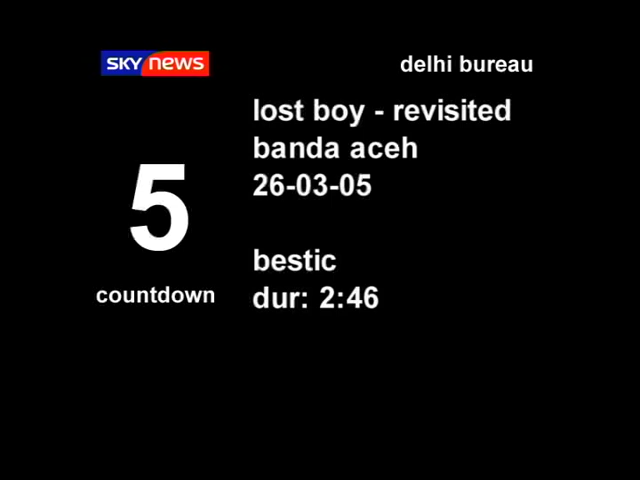 sky news
delhi bureau
lost boy - revisited
banda aceh
26-03-05
5
countdown
bestic
dur: 2:46